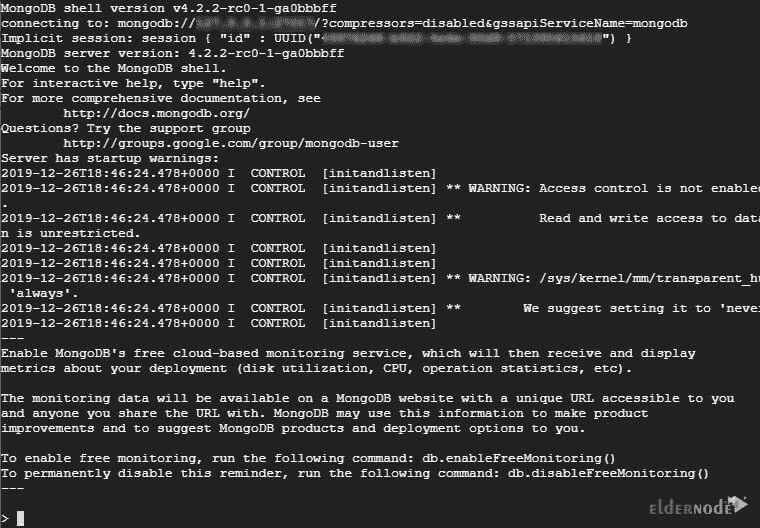 MongoDB shell version v4.2.2-rc0-1-ga0bbbff
connecting to: mongodb:// /?compressors=disabled&gssapiServiceName=mongodb
Implicit session: session { "id" : UUID(" ") }
MongoDB server version: 4.2.2-rc0-1-ga0bbbff
Welcome to the MongoDB shell.
For interactive help, type "help".
For more comprehensive documentation, see
http://docs.mongodb.org/
Questions? Try the support group
http://groups.google.com/group/mongodb-user
Server has startup warnings:
2019-12-26T18:46:24.478+0000 I  CONTROL  [initandlisten]
2019-12-26T18:46:24.478+0000 I  CONTROL  [initandlisten] ** WARNING: Access control is not enabled
.
2019-12-26T18:46:24.478+0000 I  CONTROL  [initandlisten] **          Read and write access to dat
n is unrestricted.
2019-12-26T18:46:24.478+0000 I  CONTROL  [initandlisten]
2019-12-26T18:46:24.478+0000 I  CONTROL  [initandlisten]
2019-12-26T18:46:24.478+0000 I  CONTROL  [initandlisten] ** WARNING: /sys/kernel/mm/transparent_hu
'always'.
2019-12-26T18:46:24.478+0000 I  CONTROL  [initandlisten] **        We suggest setting it to 'never
2019-12-26T18:46:24.478+0000 I  CONTROL  [initandlisten]
---
Enable MongoDB's free cloud-based monitoring service, which will then receive and display
metrics about your deployment (disk utilization, CPU, operation statistics, etc).
The monitoring data will be available on a MongoDB website with a unique URL accessible to you
and anyone you share the URL with. MongoDB may use this information to make product
improvements and to suggest MongoDB products and deployment options to you.
To enable free monitoring, run the following command: db.enableFreeMonitoring()
To permanently disable this reminder, run the following command: db.disableFreeMonitoring()
---
>
elderNode